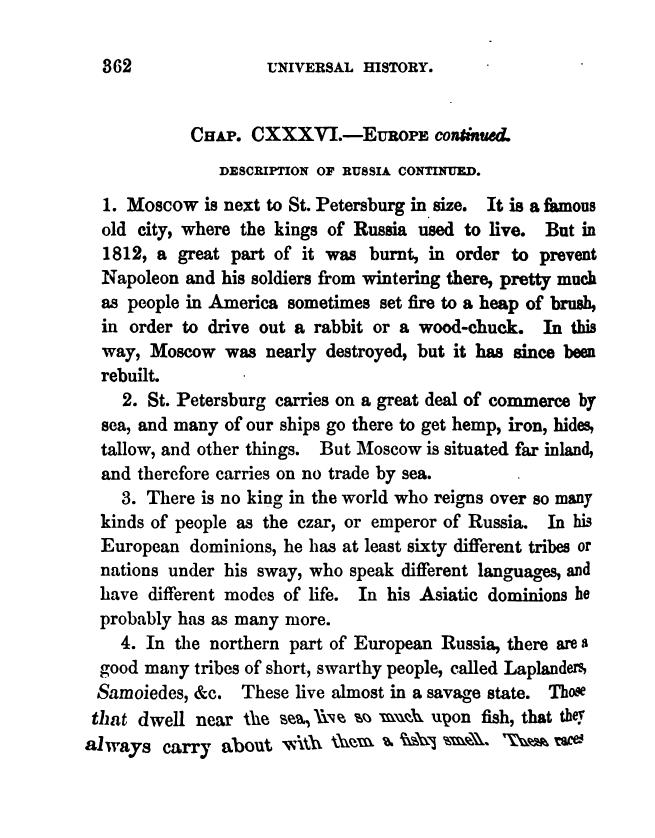 362 UNIVERSAL HISTORY.
CHAP. CXXXVI.—EUROPE continued.
DESCRIPTION OF RUSSIA CONTINUED.
1. Moscow is next to St. Petersburg in size. It is a famous
old city, where the kings of Russia used to live. But in
1812, a great part of it was burnt, in order to prevent
Napoleon and his soldiers from wintering there, pretty much
as people in America sometimes set fire to a heap of brush,
in order to drive out a rabbit or a wood-chuck. In this
way, Moscow was nearly destroyed, but it has since been
rebuilt.
2. St. Petersburg carries on a great deal of commerce by
sea, and many of our ships go there to get hemp, iron, hides,
tallow, and other things. But Moscow is situated far inland,
and therefore carries on no trade by sea.
3. There is no king in the world who reigns over so many
kinds of people as the czar, or emperor of Russia. In his
European dominions, he has at least sixty different tribes or
nations under his sway, who speak different languages, and
have different modes of life. In his Asiatic dominions he
probably has as many more.
4. In the northern part of European Russia, there are a
good many tribes of short, swarthy people, called Laplanders,
Samoiedes, &c. These live almost in a savage state. Those
that dwell near the sea, live so much upon fish, that they
always carry about with them a fishy smell. These races